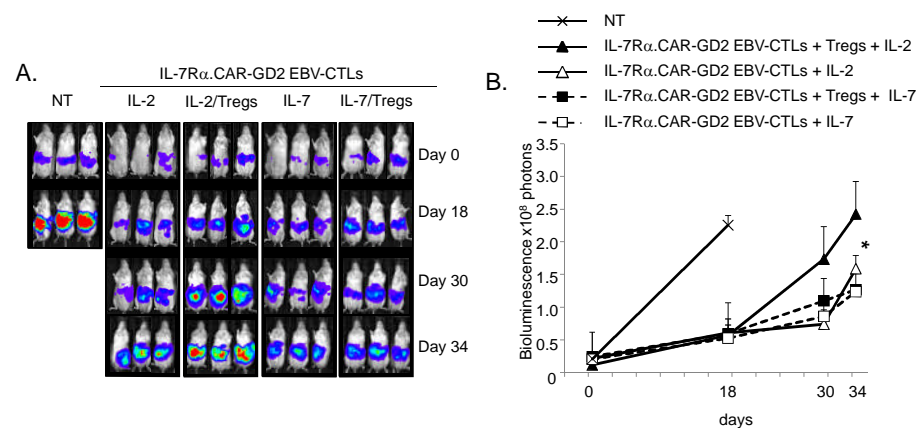 A.
IL-7Rα.CAR-GD2 EBV-CTLs
NT IL-2 IL-2/Tregs IL-7 IL-7/Tregs
Day 0
Day 18
Day 30
Day 34
B.
NT
IL-7Rα.CAR-GD2 EBV-CTLs + Tregs + IL-2
IL-7Rα.CAR-GD2 EBV-CTLs + IL-2
IL-7Rα.CAR-GD2 EBV-CTLs + Tregs + IL-7
IL-7Rα.CAR-GD2 EBV-CTLs + IL-7
Bioluminescence x10⁸ photons
3.5
3.0
2.5
2.0
1.5
1.0
0.5
0
*
0 18 30 34
days